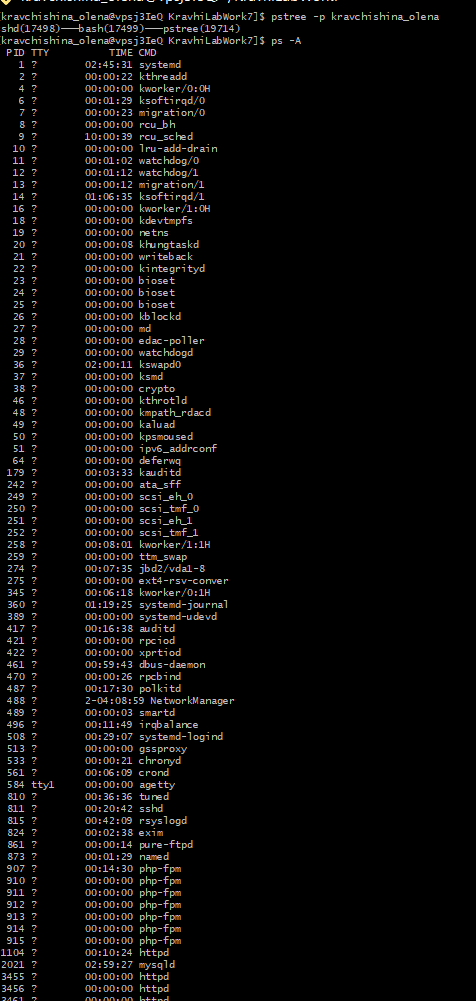 [kravchishina_olena@vpsj3IeQ KravhiLabWork7]$ pstree -p kravchishina_olena
shd(17498)───bash(17499)───pstree(19714)
[kravchishina_olena@vpsj3IeQ KravhiLabWork7]$ ps -A
PID TTY TIME CMD
1 ? 02:45:31 systemd
2 ? 00:00:22 kthreadd
4 ? 00:00:00 kworker/0:0H
6 ? 00:01:29 ksoftirqd/0
7 ? 00:00:23 migration/0
8 ? 00:00:00 rcu_bh
9 ? 10:00:39 rcu_sched
10 ? 00:00:00 lru-add-drain
11 ? 00:01:02 watchdog/0
12 ? 00:01:12 watchdog/1
13 ? 00:00:12 migration/1
14 ? 01:06:35 ksoftirqd/1
16 ? 00:00:00 kworker/1:0H
18 ? 00:00:00 kdevtmpfs
19 ? 00:00:00 netns
20 ? 00:00:08 khungtaskd
21 ? 00:00:00 writeback
22 ? 00:00:00 kintegrityd
23 ? 00:00:00 bioset
24 ? 00:00:00 bioset
25 ? 00:00:00 bioset
26 ? 00:00:00 kblockd
27 ? 00:00:00 md
28 ? 00:00:00 edac-poller
29 ? 00:00:00 watchdogd
36 ? 02:00:11 kswapd0
37 ? 00:00:00 ksmd
38 ? 00:00:00 crypto
46 ? 00:00:00 kthrotld
48 ? 00:00:00 kmpath_rdacd
49 ? 00:00:00 kaluad
50 ? 00:00:00 kpsmoused
51 ? 00:00:00 ipv6_addrconf
64 ? 00:00:00 deferwq
179 ? 00:03:33 kauditd
242 ? 00:00:00 ata_sff
249 ? 00:00:00 scsi_eh_0
250 ? 00:00:00 scsi_tmf_0
251 ? 00:00:00 scsi_eh_1
252 ? 00:00:00 scsi_tmf_1
258 ? 00:08:01 kworker/1:1H
259 ? 00:00:00 ttm_swap
274 ? 00:07:35 jbd2/vda1-8
275 ? 00:00:00 ext4-rsv-conver
345 ? 00:06:18 kworker/0:1H
360 ? 01:19:25 systemd-journal
389 ? 00:00:00 systemd-udevd
417 ? 00:16:38 auditd
421 ? 00:00:00 rpciod
422 ? 00:00:00 xprtiod
461 ? 00:59:43 dbus-daemon
470 ? 00:00:26 rpcbind
487 ? 00:17:30 polkitd
488 ? 2-04:08:59 NetworkManager
489 ? 00:00:03 smartd
496 ? 00:11:49 irqbalance
508 ? 00:29:07 systemd-logind
513 ? 00:00:00 gssproxy
533 ? 00:00:21 chronyd
561 ? 00:06:09 crond
584 tty1 00:00:00 agetty
810 ? 00:36:36 tuned
811 ? 00:20:42 sshd
815 ? 00:42:09 rsyslogd
824 ? 00:02:38 exim
861 ? 00:00:14 pure-ftpd
873 ? 00:01:29 named
907 ? 00:14:30 php-fpm
910 ? 00:00:00 php-fpm
911 ? 00:00:00 php-fpm
912 ? 00:00:00 php-fpm
913 ? 00:00:00 php-fpm
914 ? 00:00:00 php-fpm
915 ? 00:00:00 php-fpm
1104 ? 00:10:24 httpd
2021 ? 02:59:27 mysqld
3455 ? 00:00:00 httpd
3456 ? 00:00:00 httpd
3461 ? 00:00:00 httpd